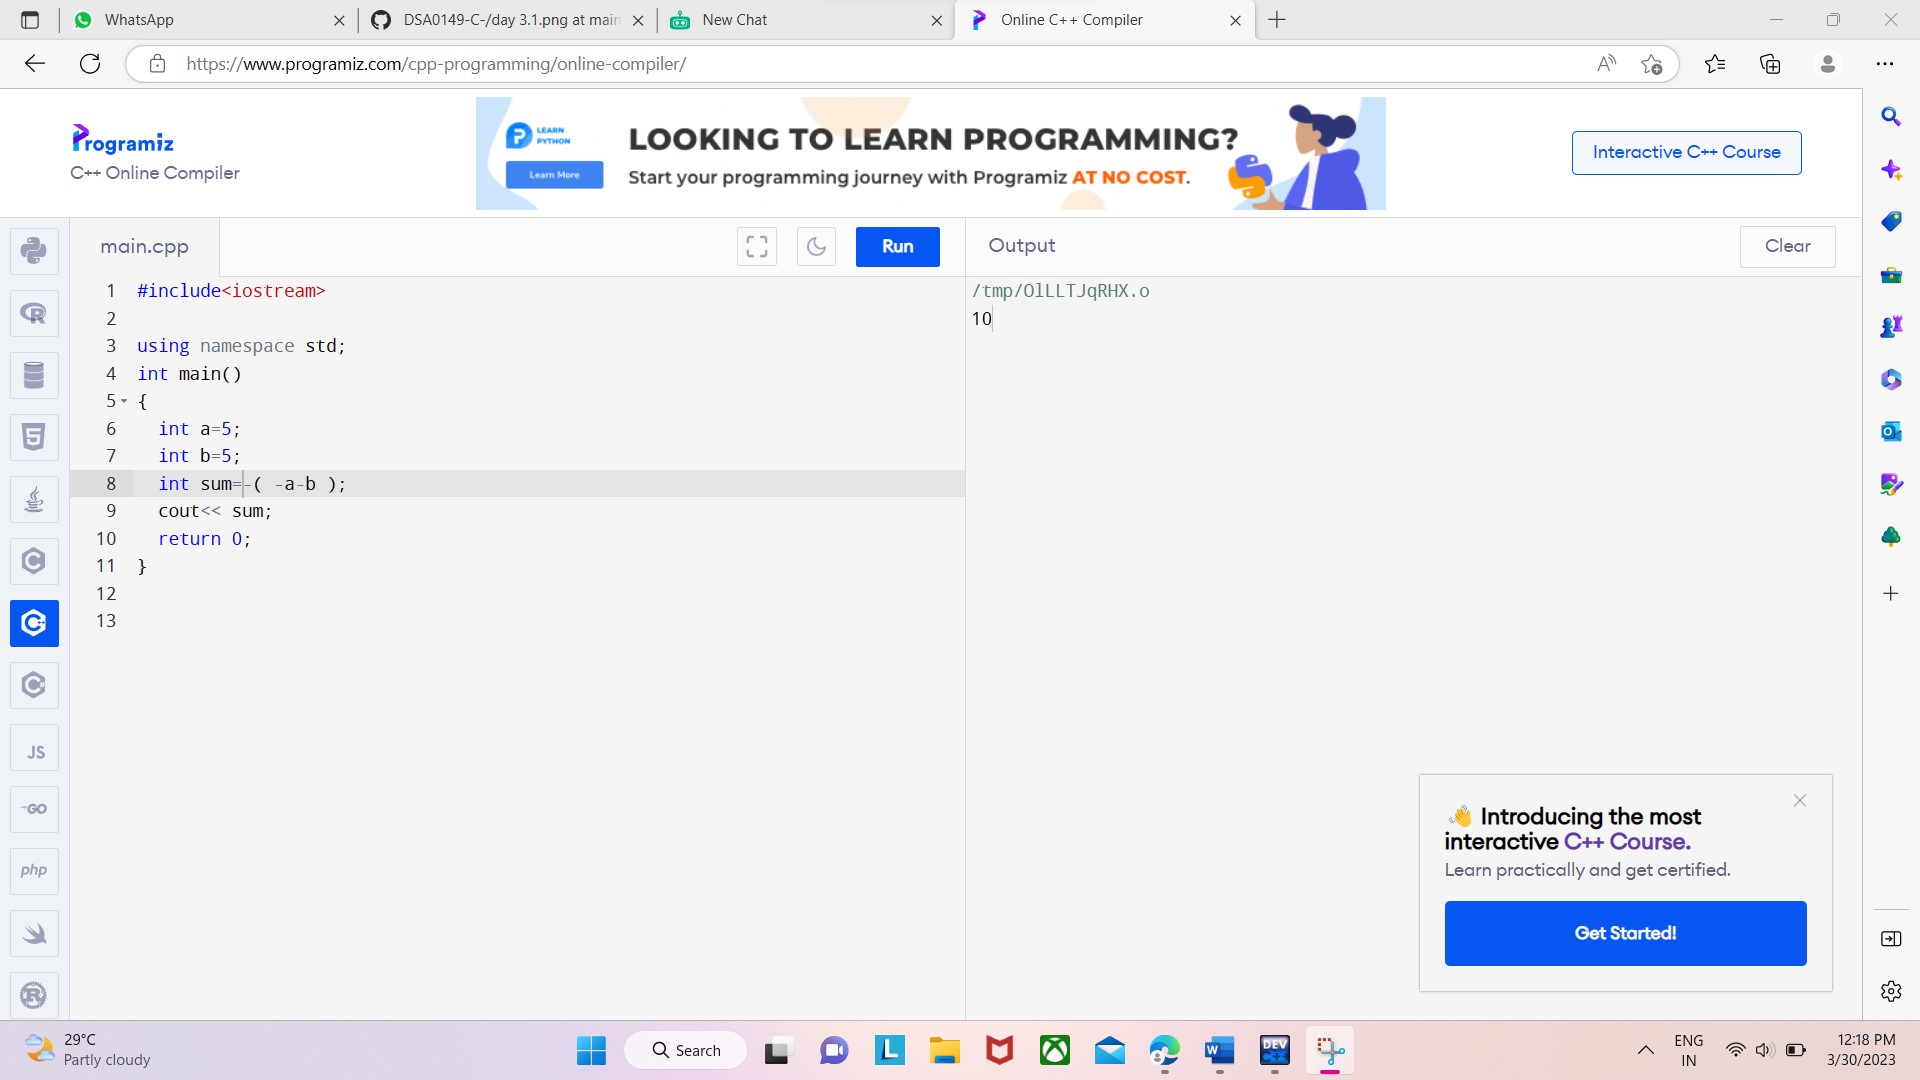 WhatsApp
DSA0149-C-/day 3.1.png at main
New Chat
Online C++ Compiler
https://www.programiz.com/cpp-programming/online-compiler/
Programiz
C++ Online Compiler
LEARN
PYTHON
Learn More
LOOKING TO LEARN PROGRAMMING?
Start your programming journey with Programiz AT NO COST.
Interactive C++ Course
main.cpp
Run
Output
Clear
1 #include<iostream>
2
3 using namespace std;
4 int main()
5 {
6 int a=5;
7 int b=5;
8 int sum=-( -a-b );
9 cout<< sum;
10 return 0;
11 }
12
13
/tmp/OlLLTJqRHX.o
10
JS
GO
php
👋 Introducing the most
interactive C++ Course.
Learn practically and get certified.
Get Started!
29°C
Partly cloudy
Search
DEV
C++
ENG
IN
12:18 PM
3/30/2023